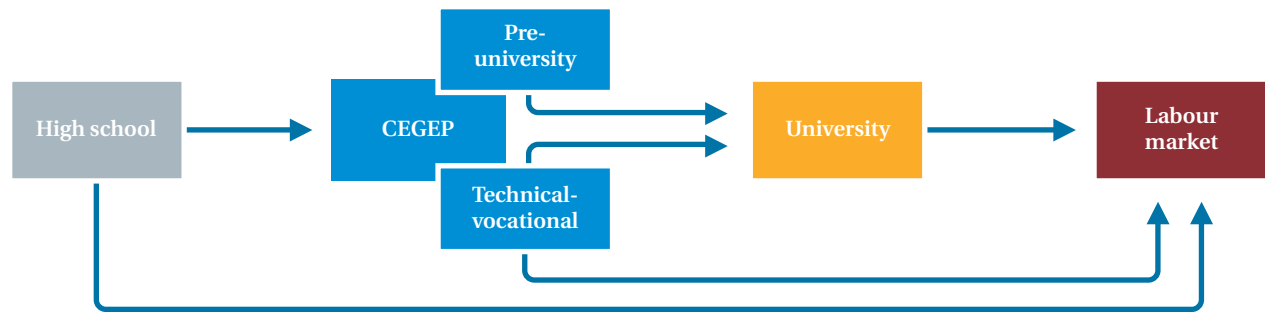 Pre-
university
High school
CEGEP
University
Labour
market
Technical-
vocational